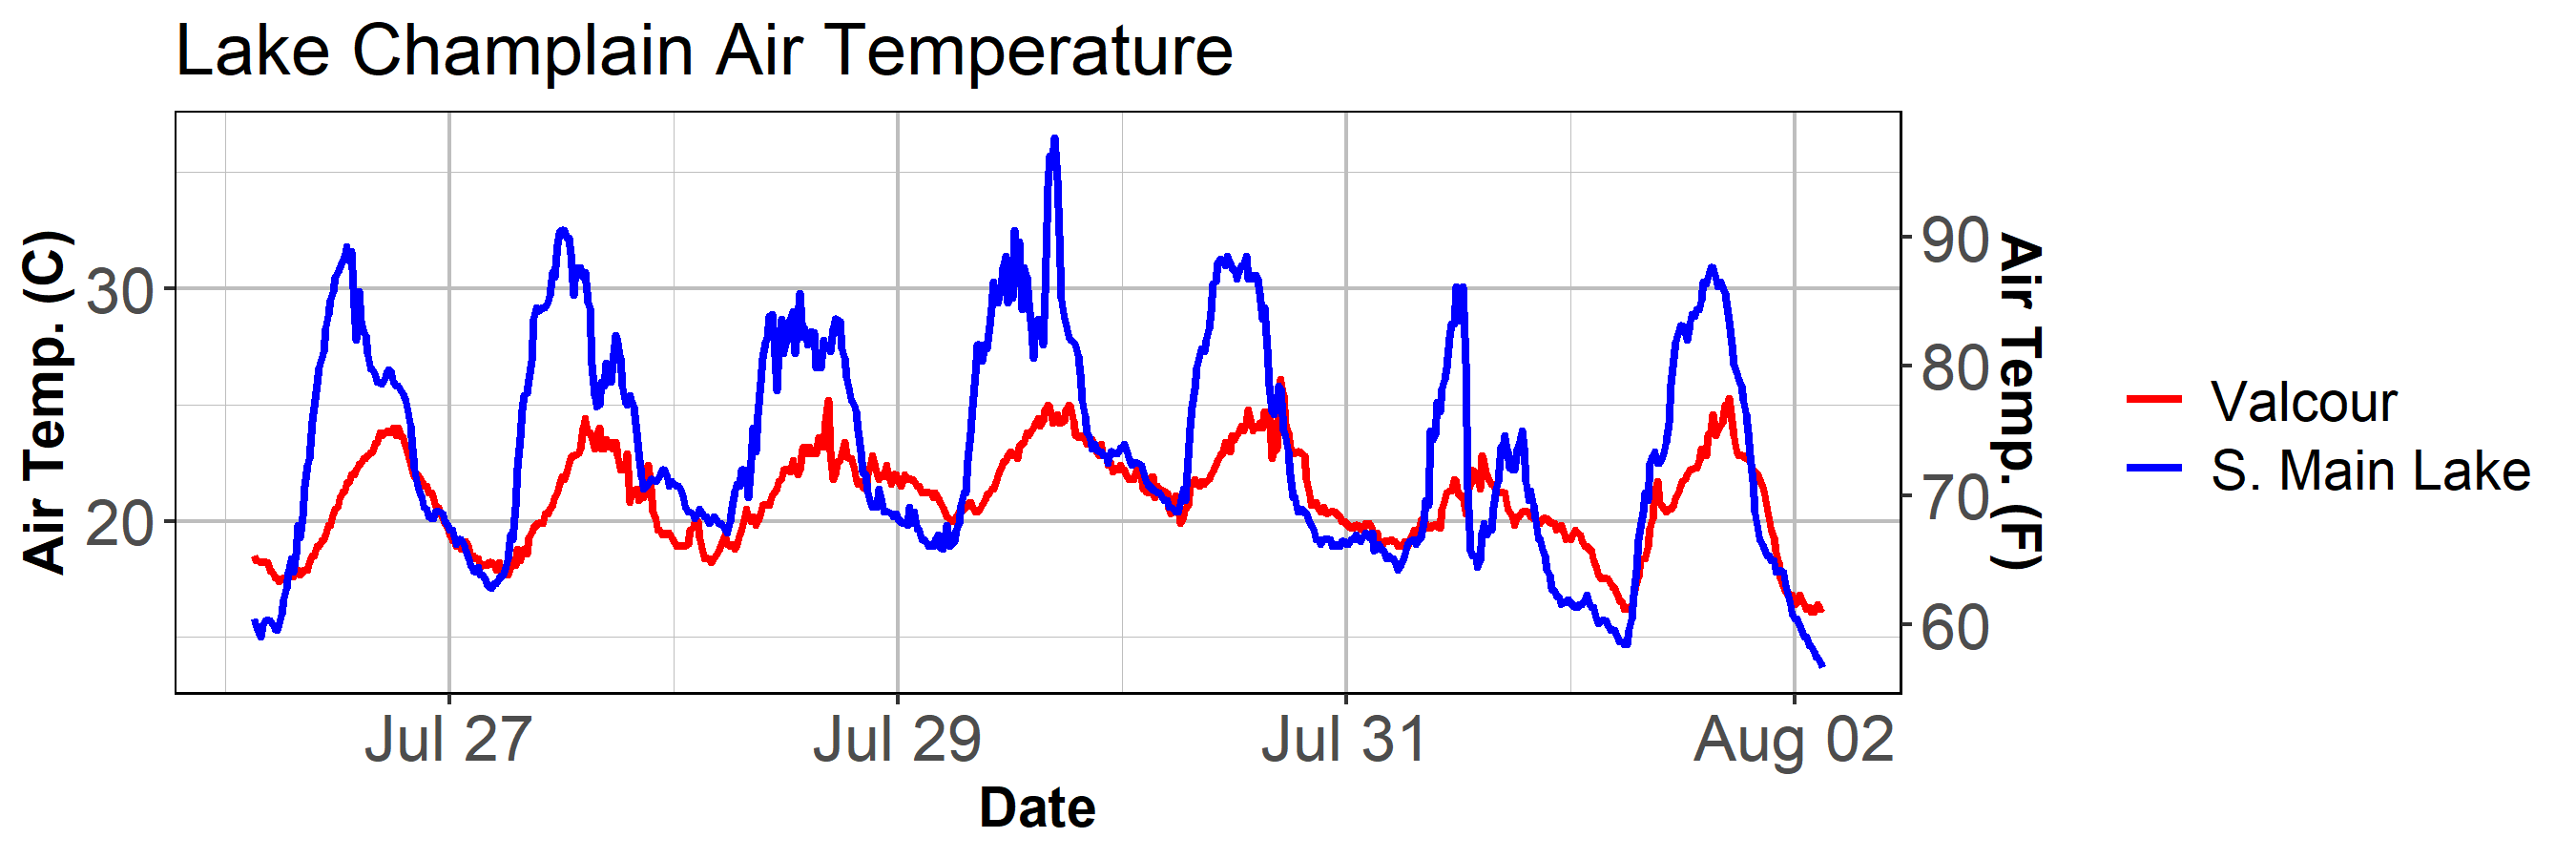 Lake Champlain Air Temperature
Air Temp. (C)
30
20
90
80
70
60
Air Temp. (F)
Valcour
S. Main Lake
Jul 27
Jul 29
Jul 31
Aug 02
Date